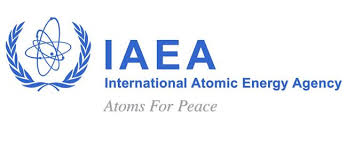 IAEA
International Atomic Energy Agency
Atoms For Peace